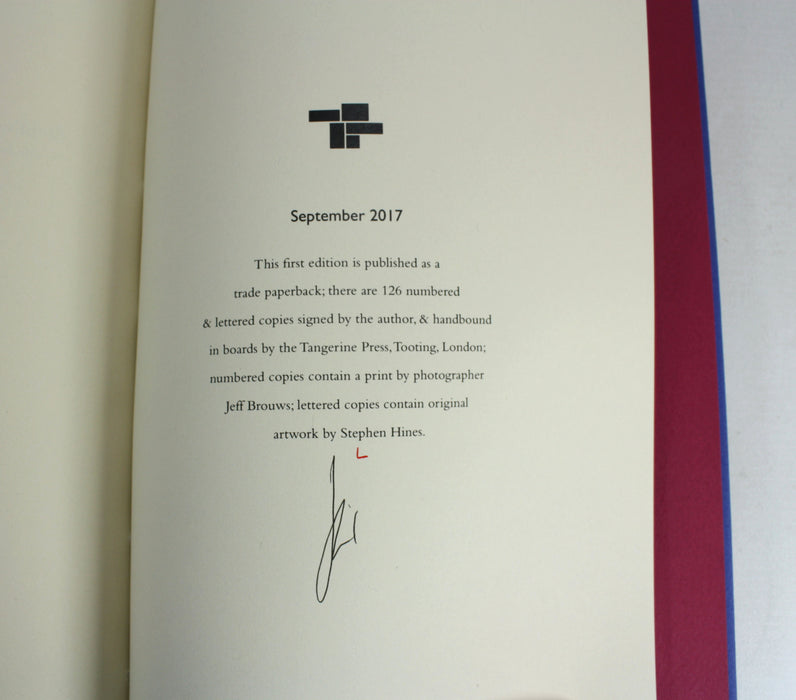 September 2017
This first edition is published as a
trade paperback; there are 126 numbered
& lettered copies signed by the author, & handbound
in boards by the Tangerine Press, Tooting, London;
numbered copies contain a print by photographer
Jeff Brouws; lettered copies contain original
artwork by Stephen Hines.
L